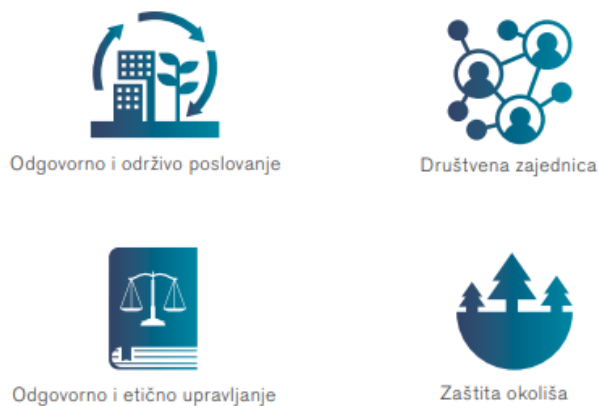 Odgovorno i održivo poslovanje
Društvena zajednica
Odgovorno i etično upravljanje
Zaštita okoliša